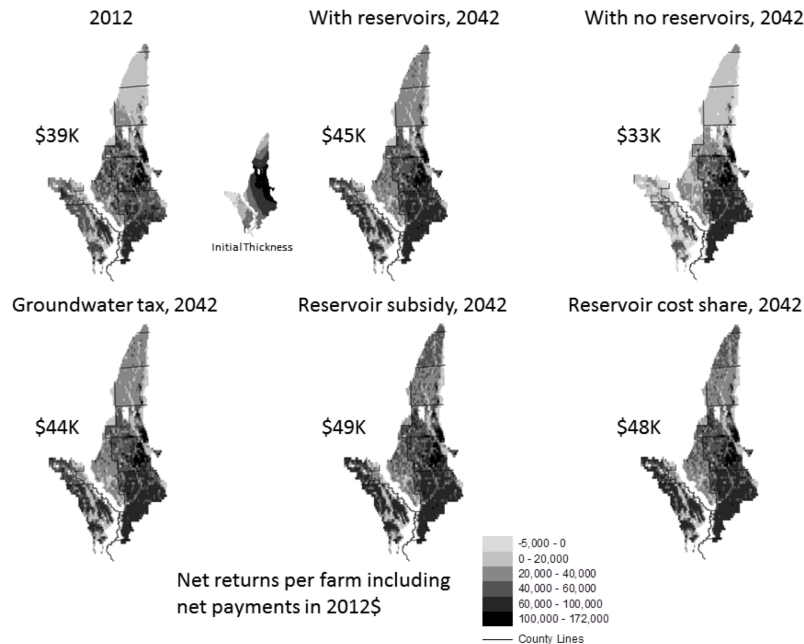 2012
With reservoirs, 2042
With no reservoirs, 2042
$39K
$45K
$33K
Initial Thickness
Groundwater tax, 2042
Reservoir subsidy, 2042
Reservoir cost share, 2042
$44K
$49K
$48K
Net returns per farm including
net payments in 2012$
-5,000 - 0
0 - 20,000
20,000 - 40,000
40,000 - 60,000
60,000 - 100,000
100,000 - 172,000
County Lines